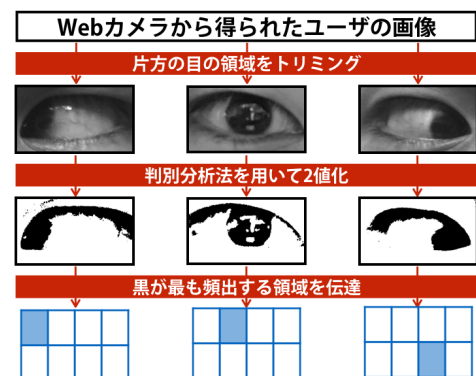 Webカメラから得られたユーザの画像
片方の目の領域をトリミング
判別分析法を用いて2値化
黒が最も頻出する領域を伝達